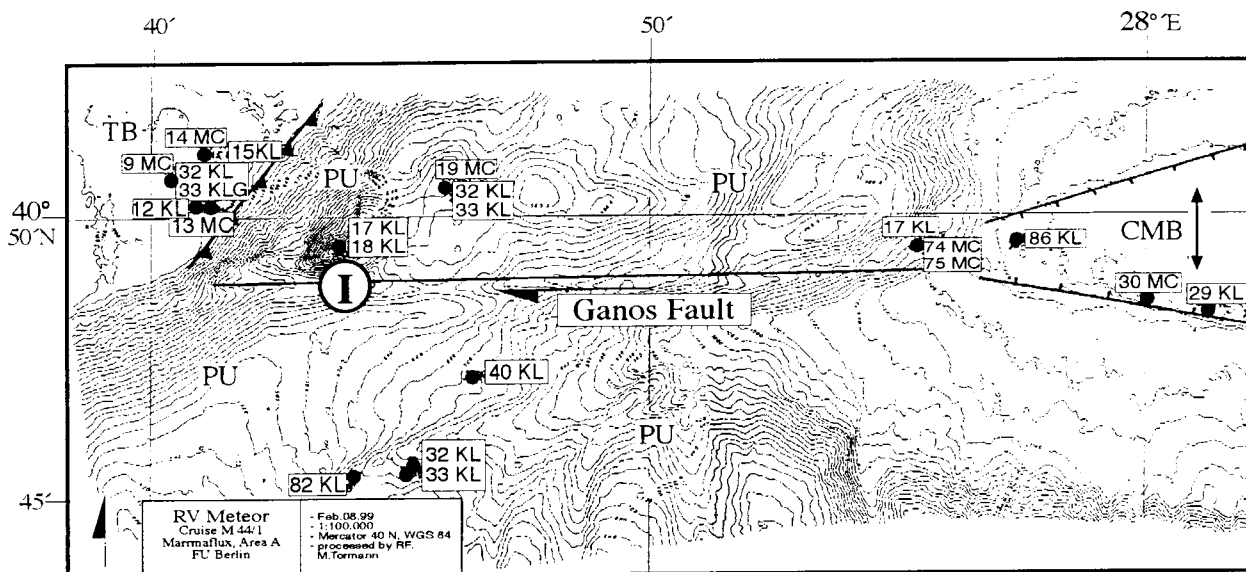 40´
50´
28°´E
TB
14 MC
15KL
9 MC
32 KL
33 KLG
12 KL
13 MC
PU
19 MC
32 KL
33 KL
PU
40°
50´N
17 KL
18 KL
17 KL
74 MC
75 MC
86 KL
CMB
I
Ganos Fault
30 MC
29 KL
PU
40 KL
PU
32 KL
33 KL
82 KL
45´
RV Meteor
Cruise M 44/1
Marmaflux, Area A
FU Berlin
- Feb.08.99
- 1:100.000
- Mercator 40 N, WGS 84
- processed by RF.
M.Tormann